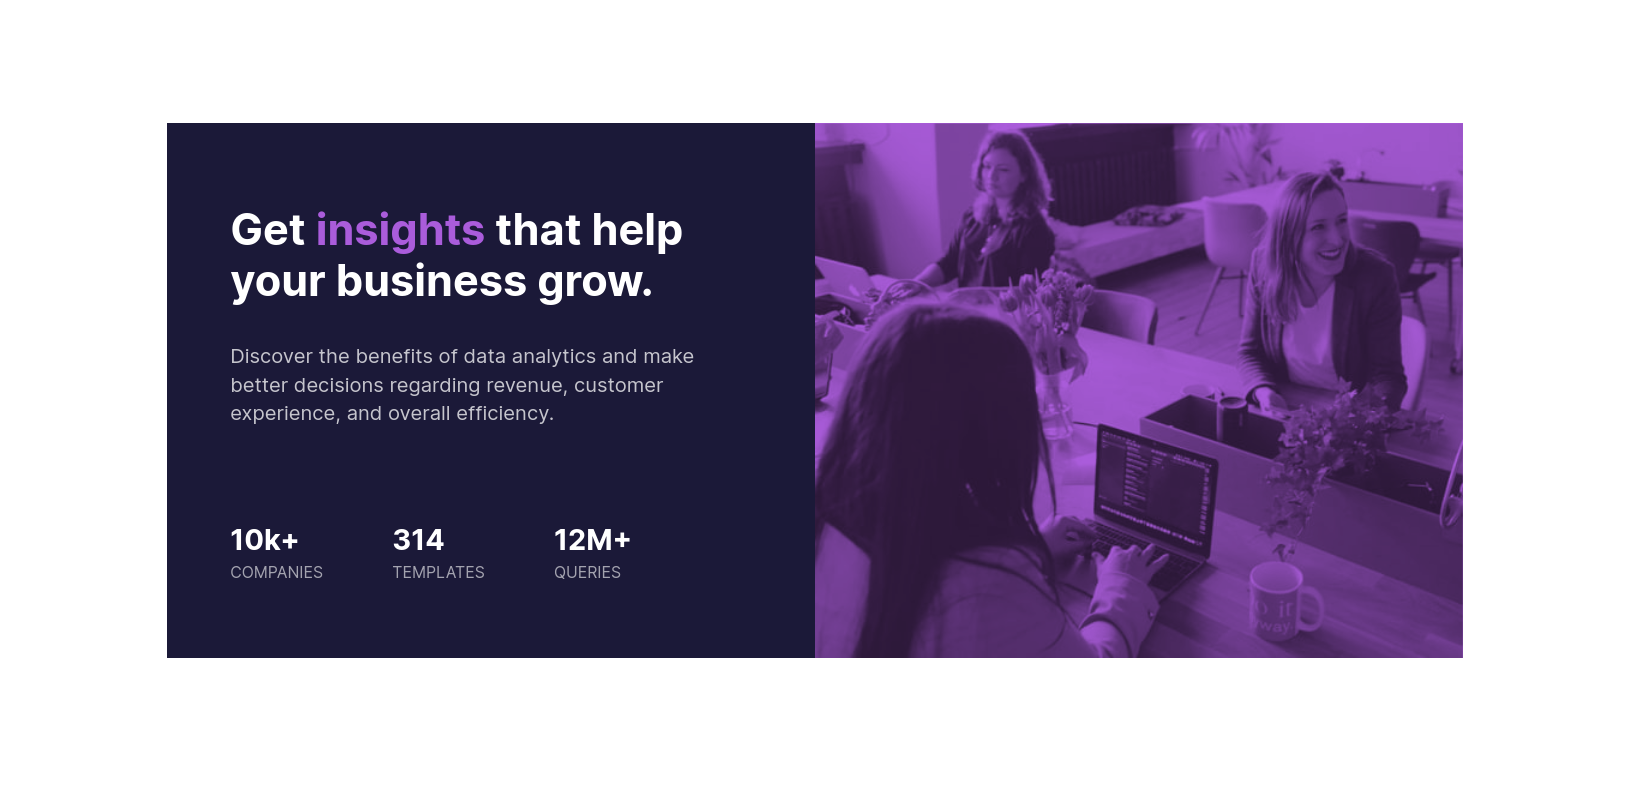 Get insights that help
your business grow.
Discover the benefits of data analytics and make
better decisions regarding revenue, customer
experience, and overall efficiency.
10k+ 314 12M+
COMPANIES TEMPLATES QUERIES